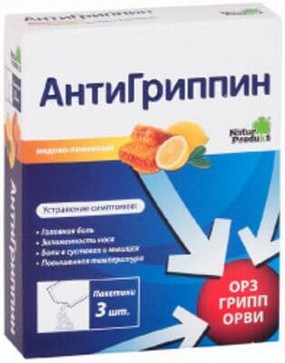 АнтиГриппин
Natur
Produkt
медово-лимонный
Устранение симптомов:
• Головная боль
• Заложенность носа
• Боли в суставах и мышцах
• Повышенная температура
Пакетики
3 шт.
ОРЗ
ГРИПП
ОРВИ